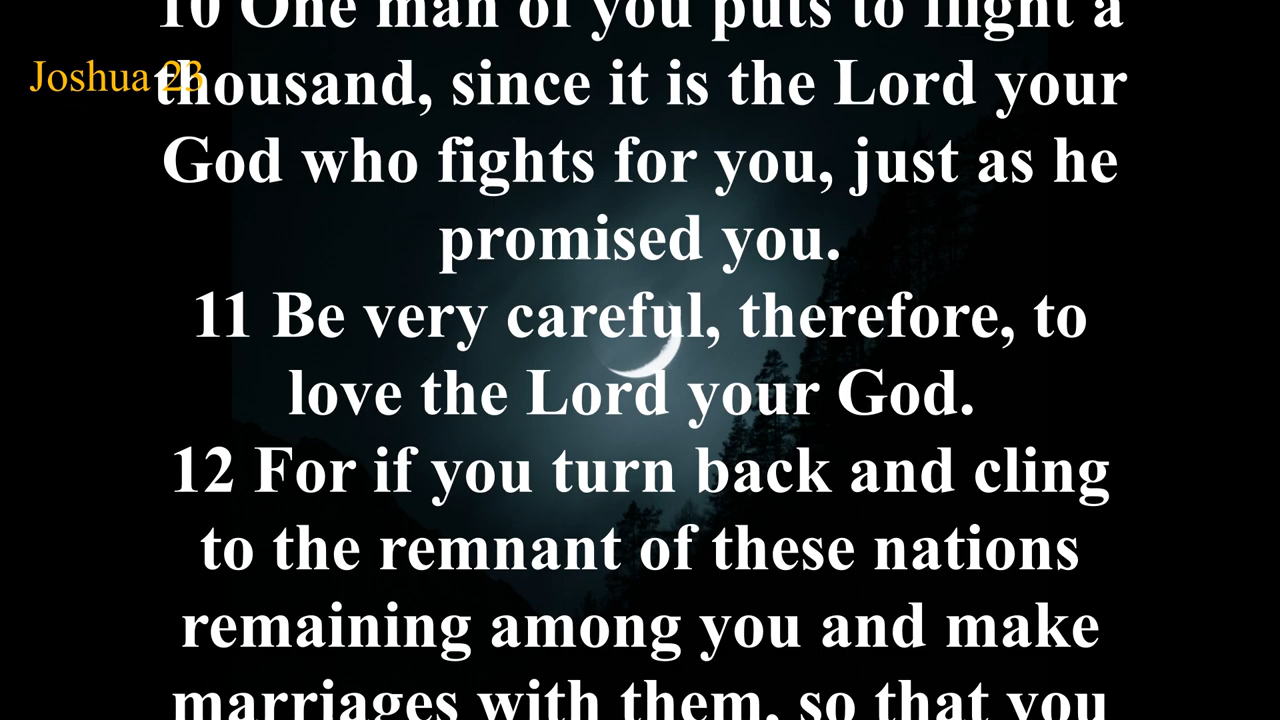 10 One man of you puts to flight a
Joshua 23
thousand, since it is the Lord your
God who fights for you, just as he
promised you.
11 Be very careful, therefore, to
love the Lord your God.
12 For if you turn back and cling
to the remnant of these nations
remaining among you and make
marriages with them, so that you